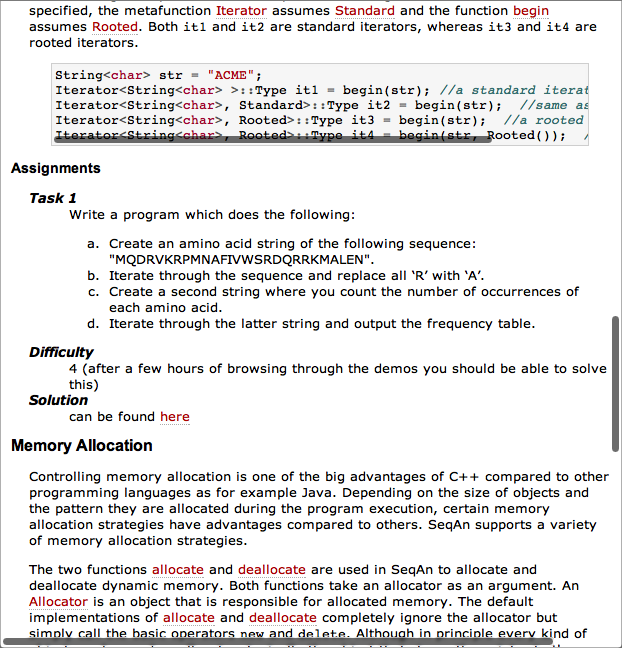 specified, the metafunction Iterator assumes Standard and the function begin
assumes Rooted. Both it1 and it2 are standard iterators, whereas it3 and it4 are
rooted iterators.
String<char> str = "ACME";
Iterator<String<char> >::Type it1 = begin(str); //a standard iterat
Iterator<String<char>, Standard>::Type it2 = begin(str); //same as
Iterator<String<char>, Rooted>::Type it3 = begin(str); //a rooted
Iterator<String<char>, Rooted>::Type it4 = begin(str, Rooted()); /
Assignments
Task 1
Write a program which does the following:
a. Create an amino acid string of the following sequence:
"MQDRVKRPMNAFIVWSRDQRRKMALEN".
b. Iterate through the sequence and replace all ‘R’ with ‘A’.
c. Create a second string where you count the number of occurrences of
each amino acid.
d. Iterate through the latter string and output the frequency table.
Difficulty
4 (after a few hours of browsing through the demos you should be able to solve
this)
Solution
can be found here
Memory Allocation
Controlling memory allocation is one of the big advantages of C++ compared to other
programming languages as for example Java. Depending on the size of objects and
the pattern they are allocated during the program execution, certain memory
allocation strategies have advantages compared to others. SeqAn supports a variety
of memory allocation strategies.
The two functions allocate and deallocate are used in SeqAn to allocate and
deallocate dynamic memory. Both functions take an allocator as an argument. An
Allocator is an object that is responsible for allocated memory. The default
implementations of allocate and deallocate completely ignore the allocator but
simply call the basic operators new and delete. Although in principle every kind of